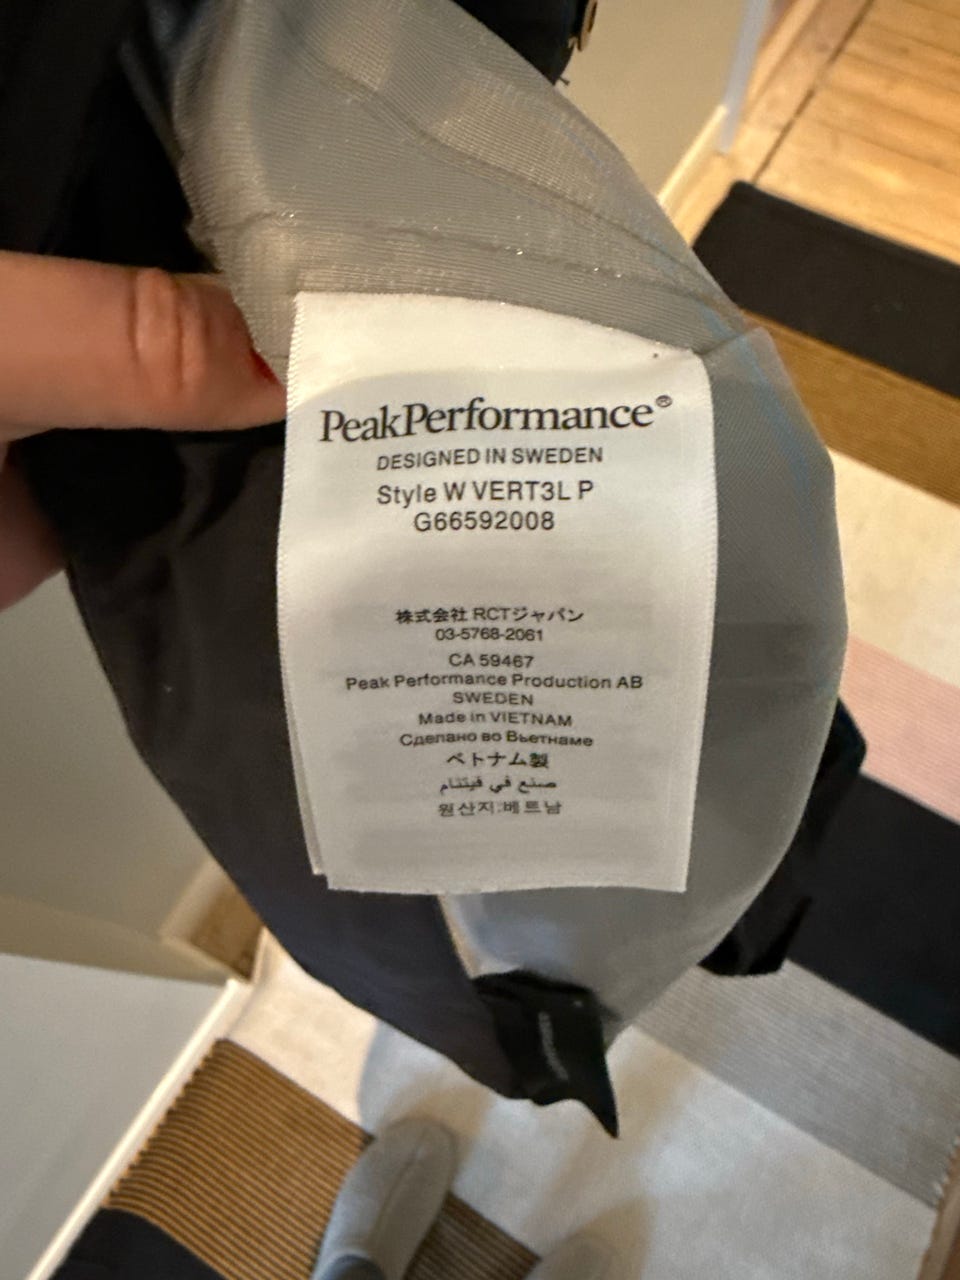 PeakPerformance®
DESIGNED IN SWEDEN
Style W VERT3L P
G66592008
株式会社 RCTジャパン
03-5768-2061
CA 59467
Peak Performance Production AB
SWEDEN
Made in VIETNAM
Сделано во Вьетнаме
ベトナム製
صنع في فيتنام
원산지:베트남